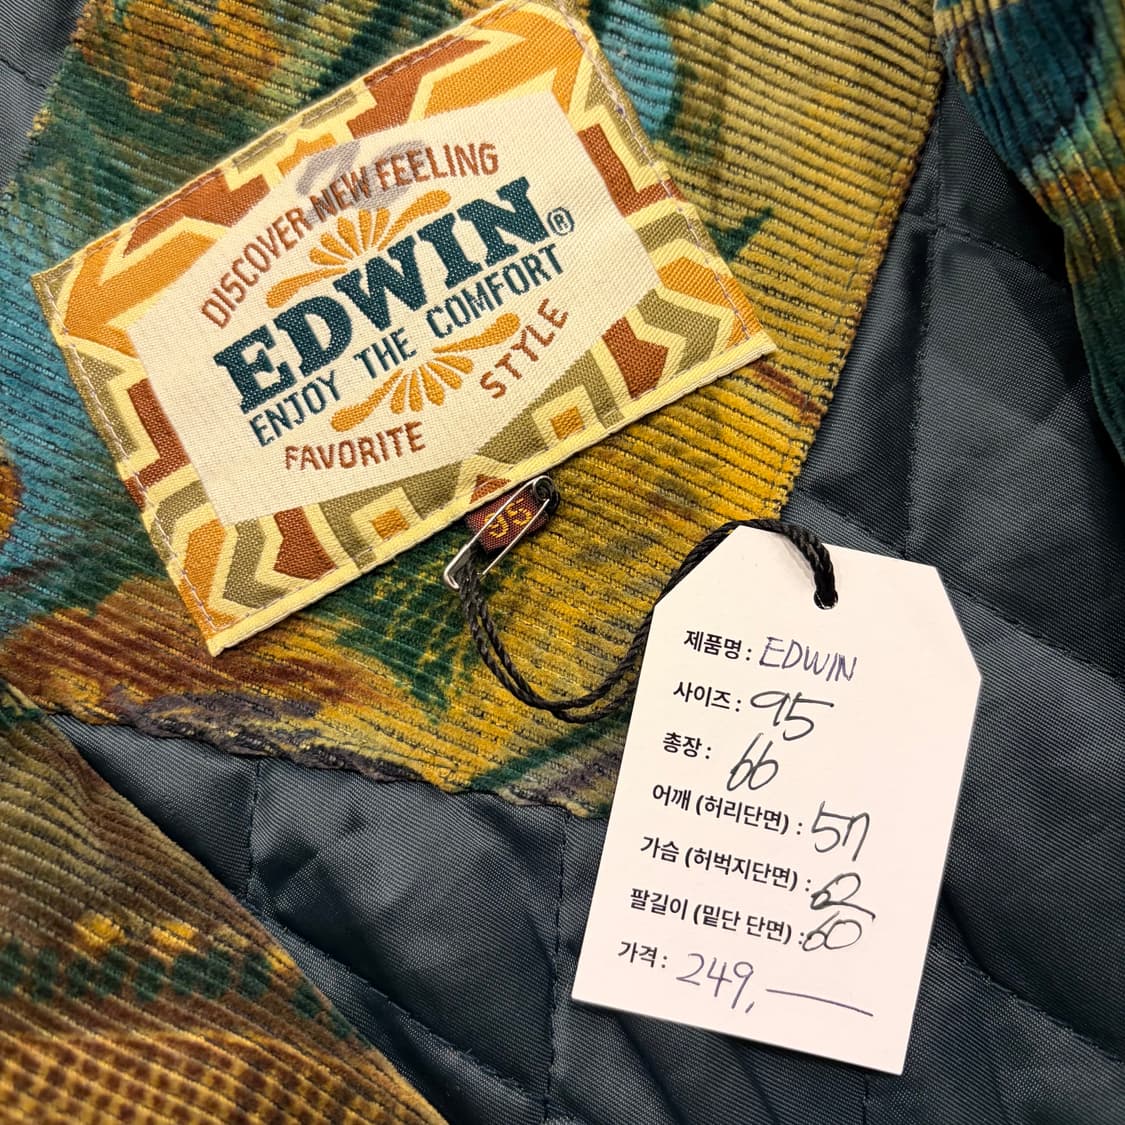 DISCOVER NEW FEELING
EDWIN®
ENJOY THE COMFORT
FAVORITE STYLE
95
제품명 : EDWIN
사이즈 : 95
총장 : 66
어깨 (허리단면) : 57
가슴 (허벅지단면) : 62
팔길이 (밑단 단면) : 60
가격 : 249,—